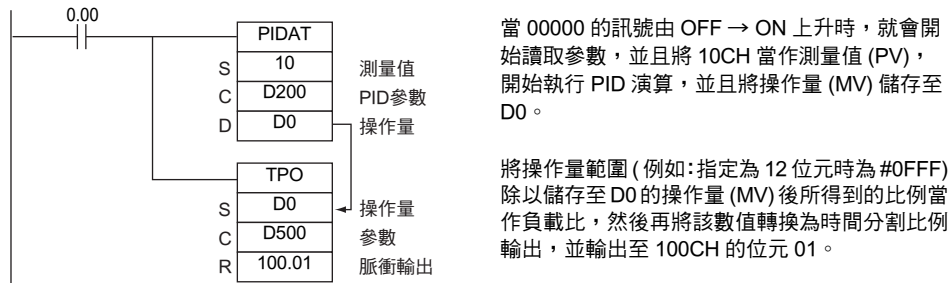 0.00
PIDAT
S 10 測量值
C D200 PID參數
D D0 操作量
TPO
S D0 操作量
C D500 參數
R 100.01 脈衝輸出
當 00000 的訊號由 OFF → ON 上升時，就會開
始讀取參數，並且將 10CH 當作測量值 (PV)，
開始執行 PID 演算，並且將操作量 (MV) 儲存至
D0。
將操作量範圍 ( 例如：指定為 12 位元時為 #0FFF)
除以儲存至 D0 的操作量 (MV) 後所得到的比例當
作負載比，然後再將該數值轉換為時間分割比例
輸出，並輸出至 100CH 的位元 01。